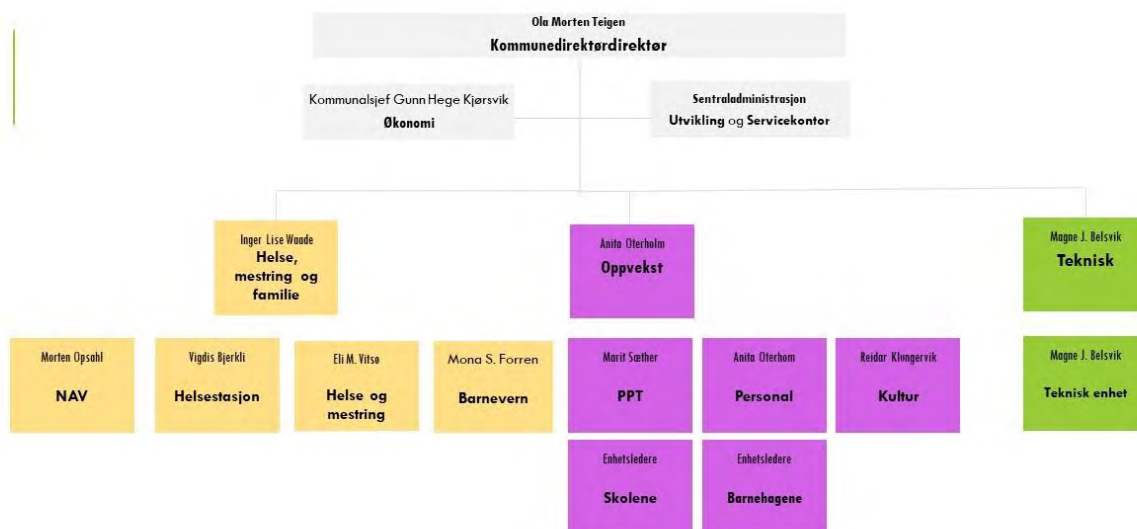 Ola Morten Teigen
Kommunedirektørdirektør
Kommunalsjef Gunn Hege Kjørsvik
Økonomi
Sentraladministrasjon
Utvikling og Servicekontor
Inger Lise Waade
Helse,
mestring og
familie
Anita Oterholm
Oppvekst
Magne J. Belsvik
Teknisk
Morten Opsahl
NAV
Vigdis Bjerkli
Helsestasjon
Eli M. Vitsø
Helse og
mestring
Mona S. Forren
Barnevern
Marit Sæther
PPT
Anita Oterhom
Personal
Reidar Klungervik
Kultur
Magne J. Belsvik
Teknisk enhet
Enhetsledere
Skolene
Enhetsledere
Barnehagene